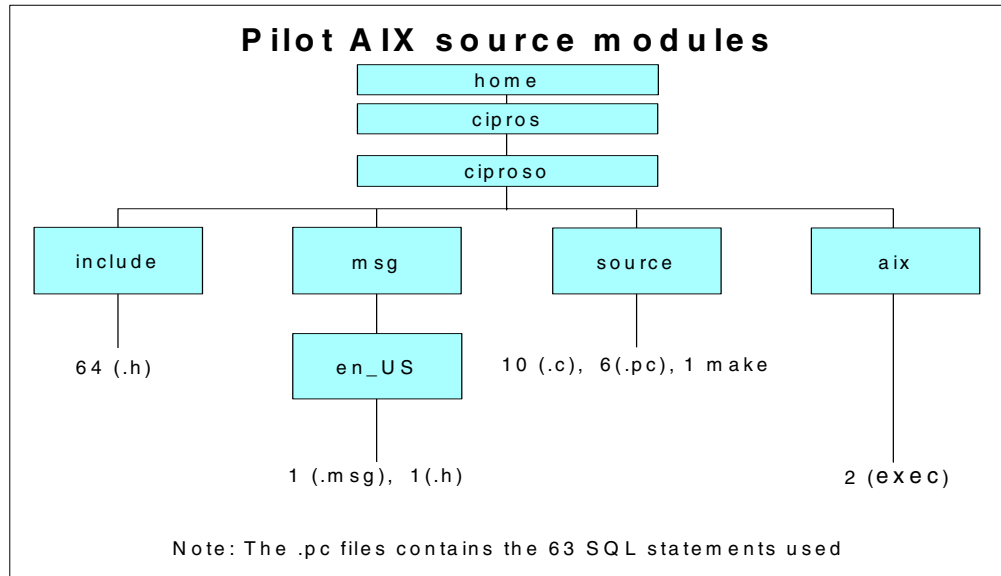 Pilot AIX source modules
home
cipros
ciproso
include
msg
source
aix
64 (.h)
en_US
10 (.c), 6(.pc), 1 make
1 (.msg), 1(.h)
2 (exec)
Note: The .pc files contains the 63 SQL statements used